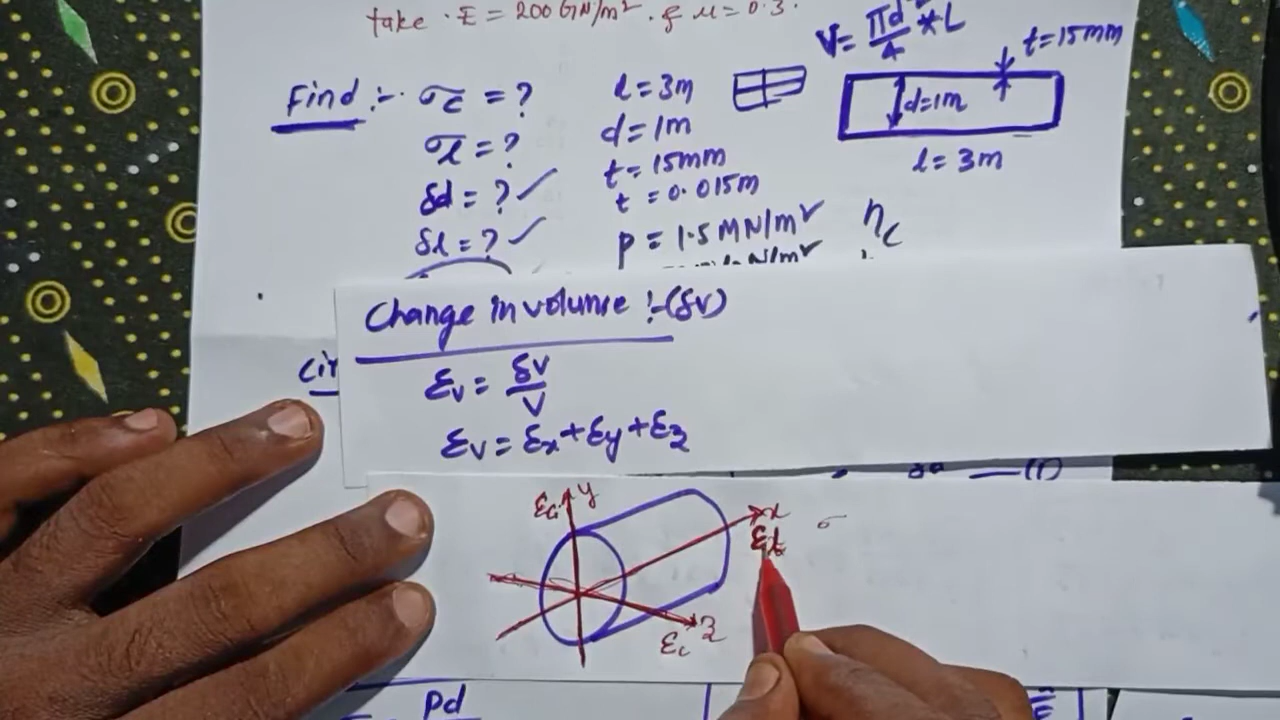 take. E = 200 GN/m². & μ = 0.3.
V = πd²/4 * L
t = 15mm
d = 1m
l = 3m
Find :- σc = ?
σl = ?
δd = ? ✓
δl = ? ✓
l = 3m
d = 1m
t = 15mm
t = 0.015m
p = 1.5 MN/m²
ηc
Change in volume :- (δv)
εv = δv/v
εv = εx + εy + εz
(1)
εc y
x
εl
σ
εc z
Pd